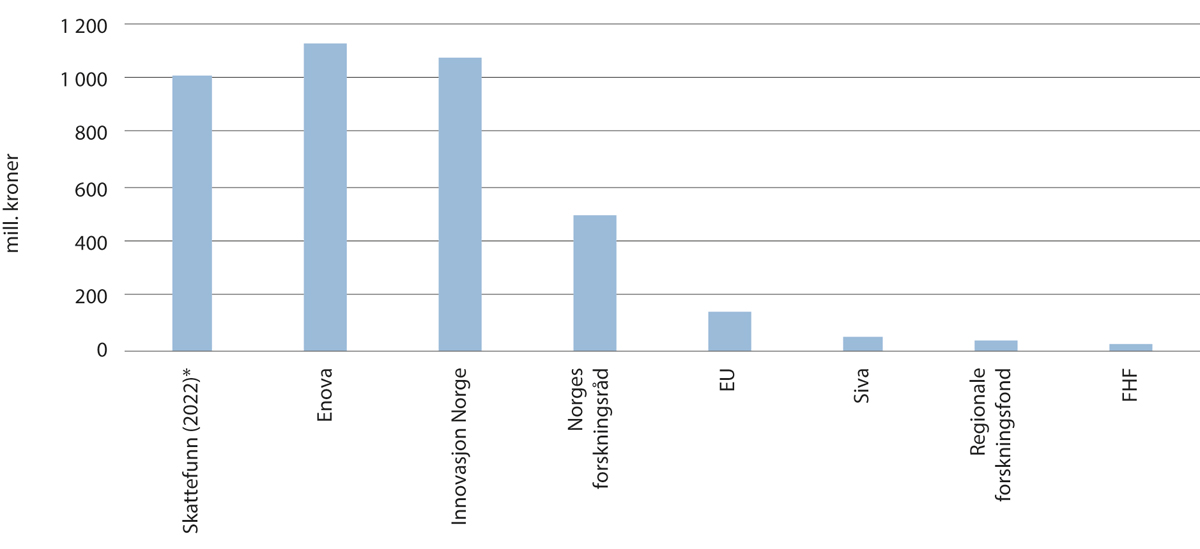 mill. kroner
1 200
1 000
800
600
400
200
0
Skattefunn (2022)*
Enova
Innovasjon Norge
Norges
forskningsråd
EU
Siva
Regionale
forskningsfond
FHF